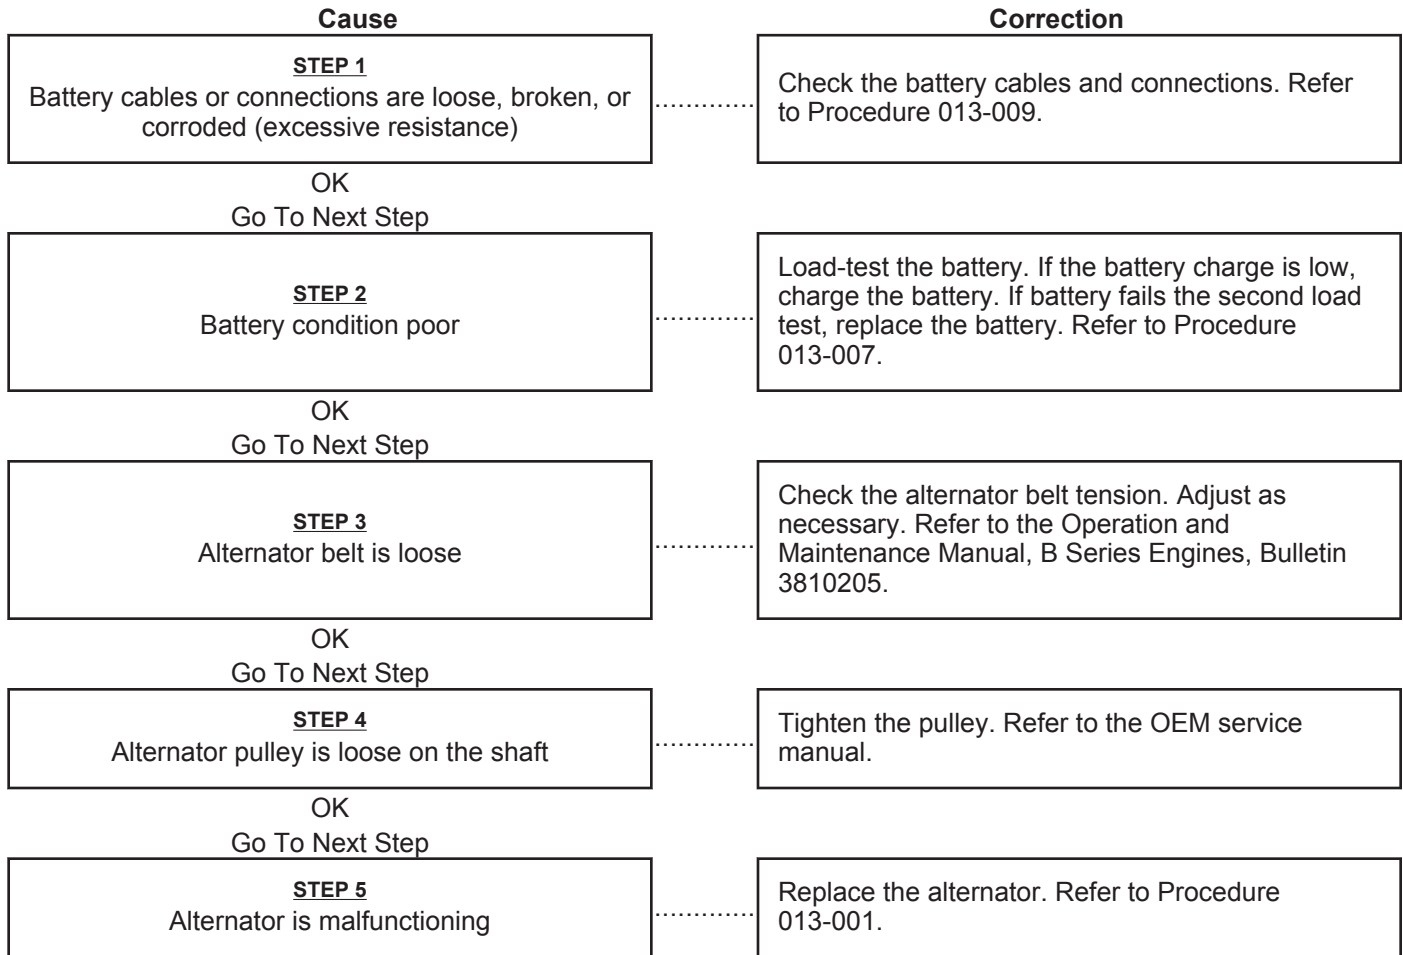 Cause
Correction
STEP 1
Battery cables or connections are loose, broken, or
corroded (excessive resistance)
Check the battery cables and connections. Refer
to Procedure 013-009.
OK
Go To Next Step
STEP 2
Battery condition poor
Load-test the battery. If the battery charge is low,
charge the battery. If battery fails the second load
test, replace the battery. Refer to Procedure
013-007.
OK
Go To Next Step
STEP 3
Alternator belt is loose
Check the alternator belt tension. Adjust as
necessary. Refer to the Operation and
Maintenance Manual, B Series Engines, Bulletin
3810205.
OK
Go To Next Step
STEP 4
Alternator pulley is loose on the shaft
Tighten the pulley. Refer to the OEM service
manual.
OK
Go To Next Step
STEP 5
Alternator is malfunctioning
Replace the alternator. Refer to Procedure
013-001.